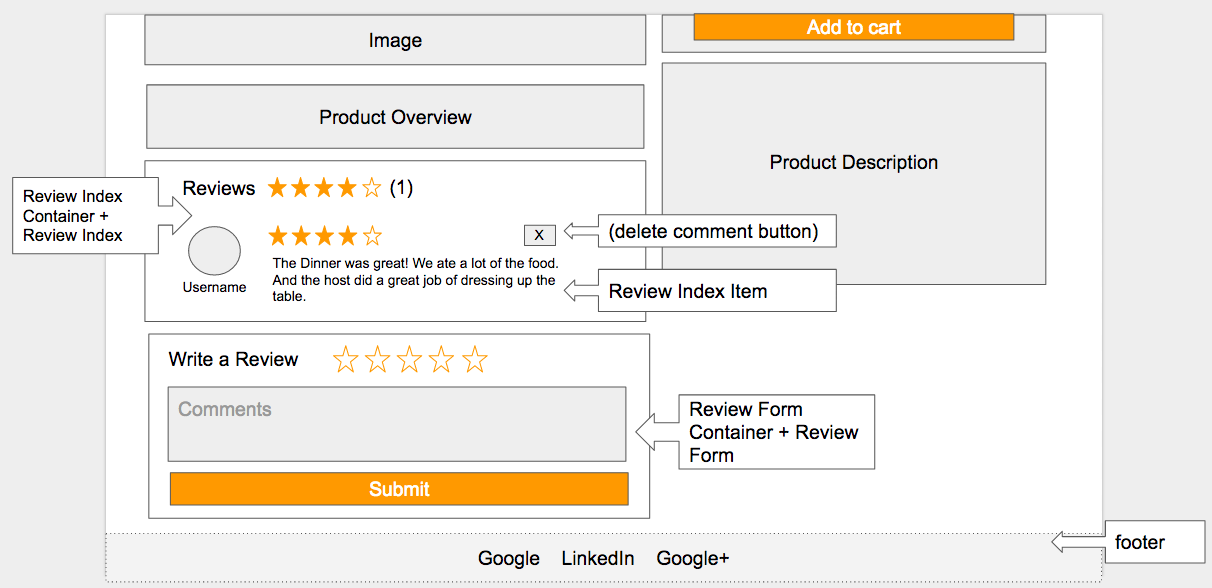 Image
Add to cart
Product Overview
Product Description
Review Index
Container +
Review Index
Reviews
(1)
X
(delete comment button)
Username
The Dinner was great! We ate a lot of the food.
And the host did a great job of dressing up the
table.
Review Index Item
Write a Review
Comments
Submit
Review Form
Container + Review
Form
Google LinkedIn Google+
footer